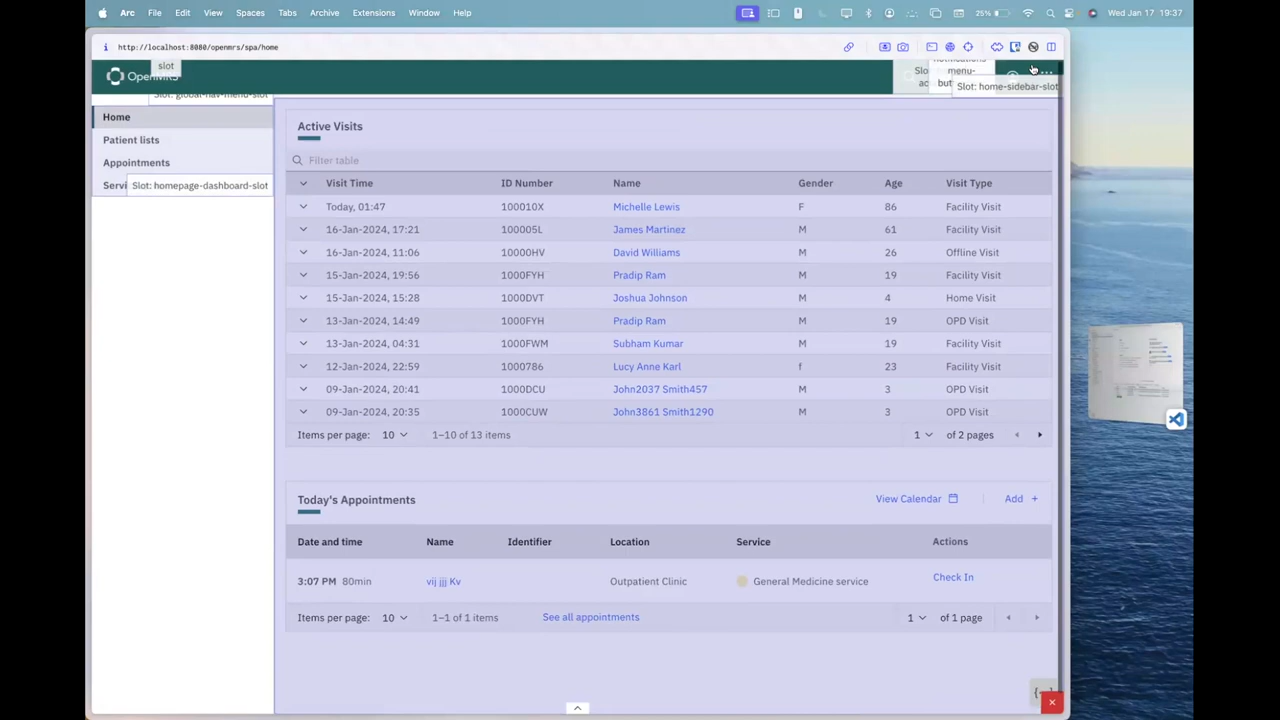 Arc File Edit View Spaces Tabs Archive Extensions Window Help 25% Wed Jan 17 19:37
http://localhost:8080/openmrs/spa/home
slot
Slot: home-sidebar-slot
Home
Patient lists
Appointments
Slot: homepage-dashboard-slot
Active Visits
Filter table
Visit Time ID Number Name Gender Age Visit Type
Today, 01:47 100010X Michelle Lewis F 86 Facility Visit
16-Jan-2024, 17:21 100005L James Martinez M 61 Facility Visit
16-Jan-2024, 11:06 10000HV David Williams M 26 Offline Visit
15-Jan-2024, 19:56 1000FYH Pradip Ram M 19 Facility Visit
15-Jan-2024, 15:28 1000DVT Joshua Johnson M 4 Home Visit
13-Jan-2024, 14:49 1000FYH Pradip Ram M 19 OPD Visit
13-Jan-2024, 04:31 1000FWM Subham Kumar M 19 Facility Visit
12-Jan-2024, 22:59 1000786 Lucy Anne Karl f 23 Facility Visit
09-Jan-2024, 20:41 1000DCU John2037 Smith457 M 3 OPD Visit
09-Jan-2024, 20:35 1000CUW John3861 Smith1290 M 3 OPD Visit
Items per page: 10 1–10 of 13 items 1 of 2 pages
Today's Appointments View Calendar Add +
Date and time Name Identifier Location Service Actions
3:07 PM 80min vij jjj Kv Outpatient Clinic General Medicine service Check In
Items per page: 10 1–1 of 1 items See all appointments 1 of 1 page